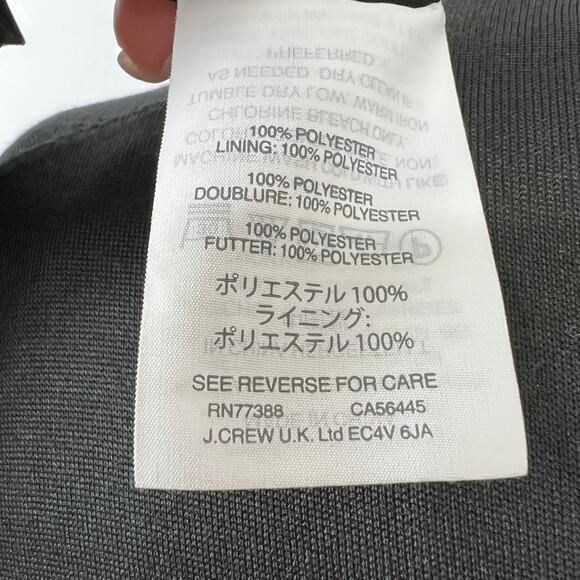 100% POLYESTER
LINING: 100% POLYESTER
100% POLYESTER
DOUBLURE: 100% POLYESTER
100% POLYESTER
FUTTER: 100% POLYESTER
ポリエステル 100%
ライニング:
ポリエステル 100%
SEE REVERSE FOR CARE
RN77388 CA56445
J.CREW U.K. Ltd EC4V 6JA